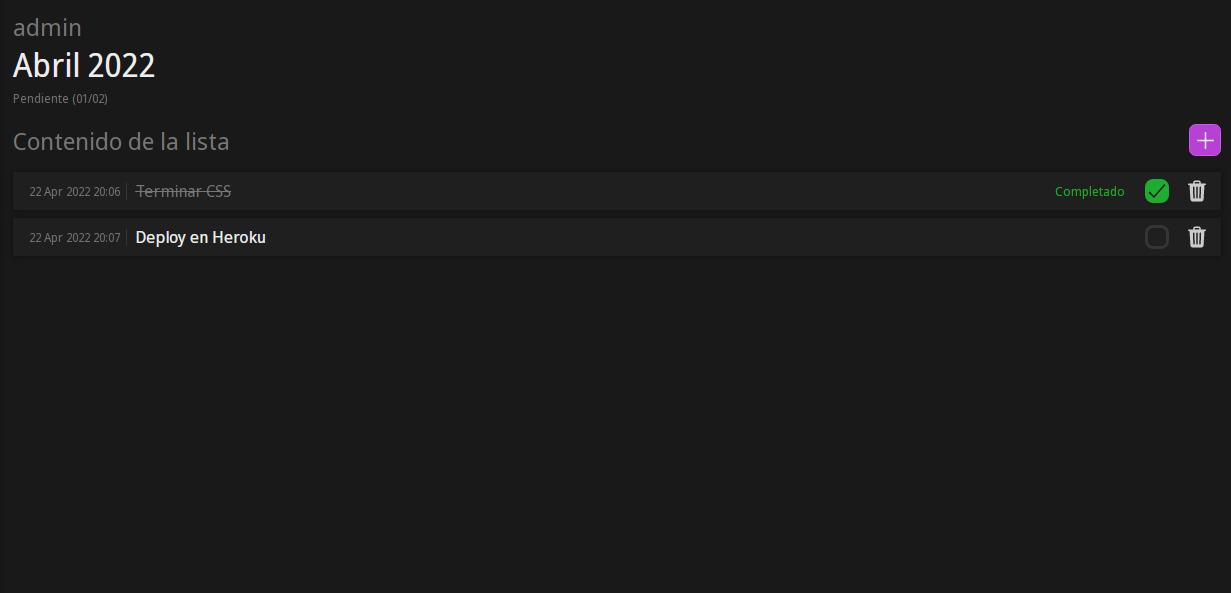 admin
Abril 2022
Pendiente (01/02)
Contenido de la lista
22 Apr 2022 20:06 Terminar CSS Completado
22 Apr 2022 20:07 Deploy en Heroku